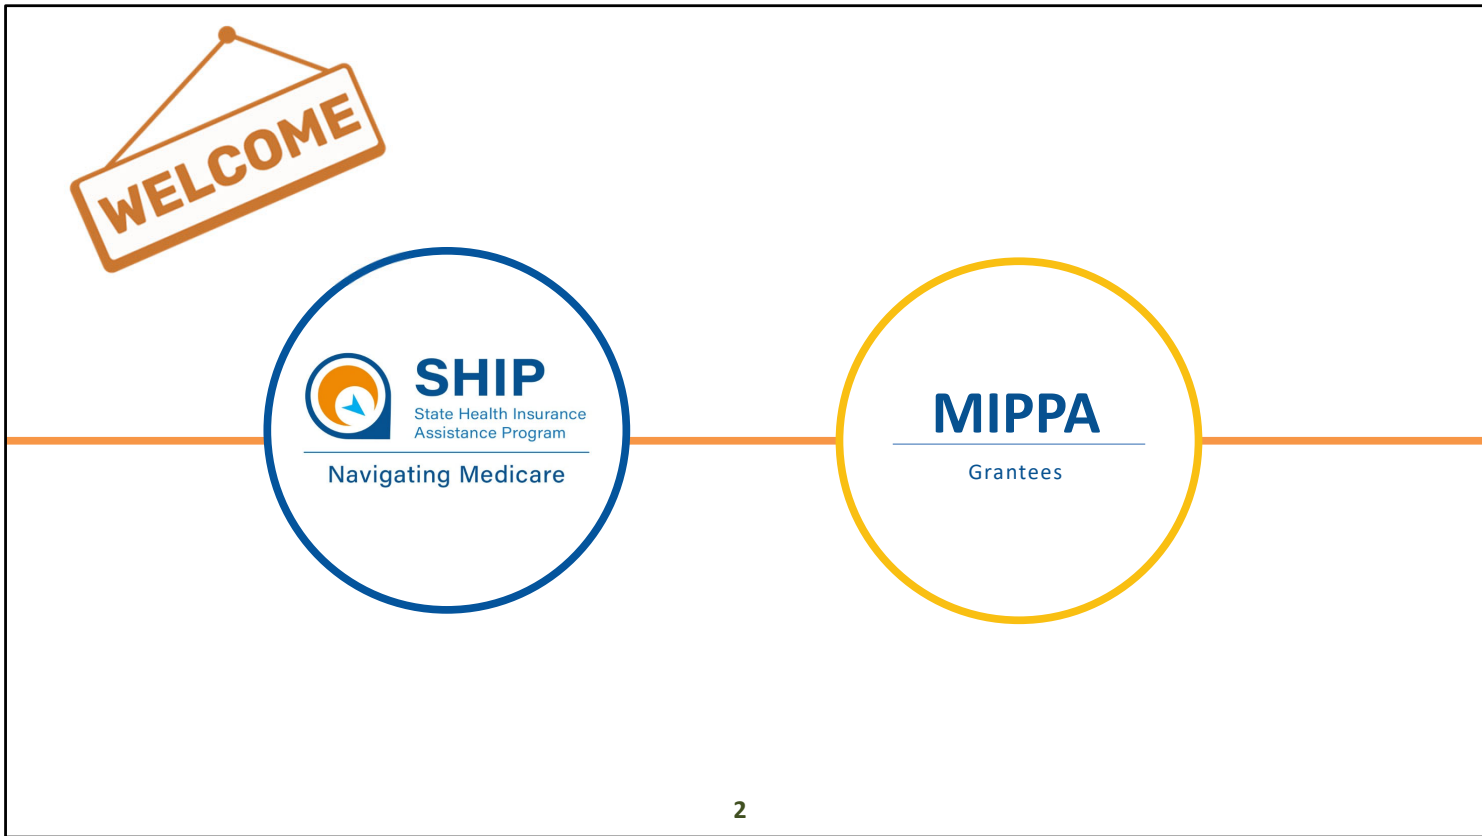 WELCOME
SHIP
State Health Insurance
Assistance Program
Navigating Medicare
MIPPA
Grantees
2